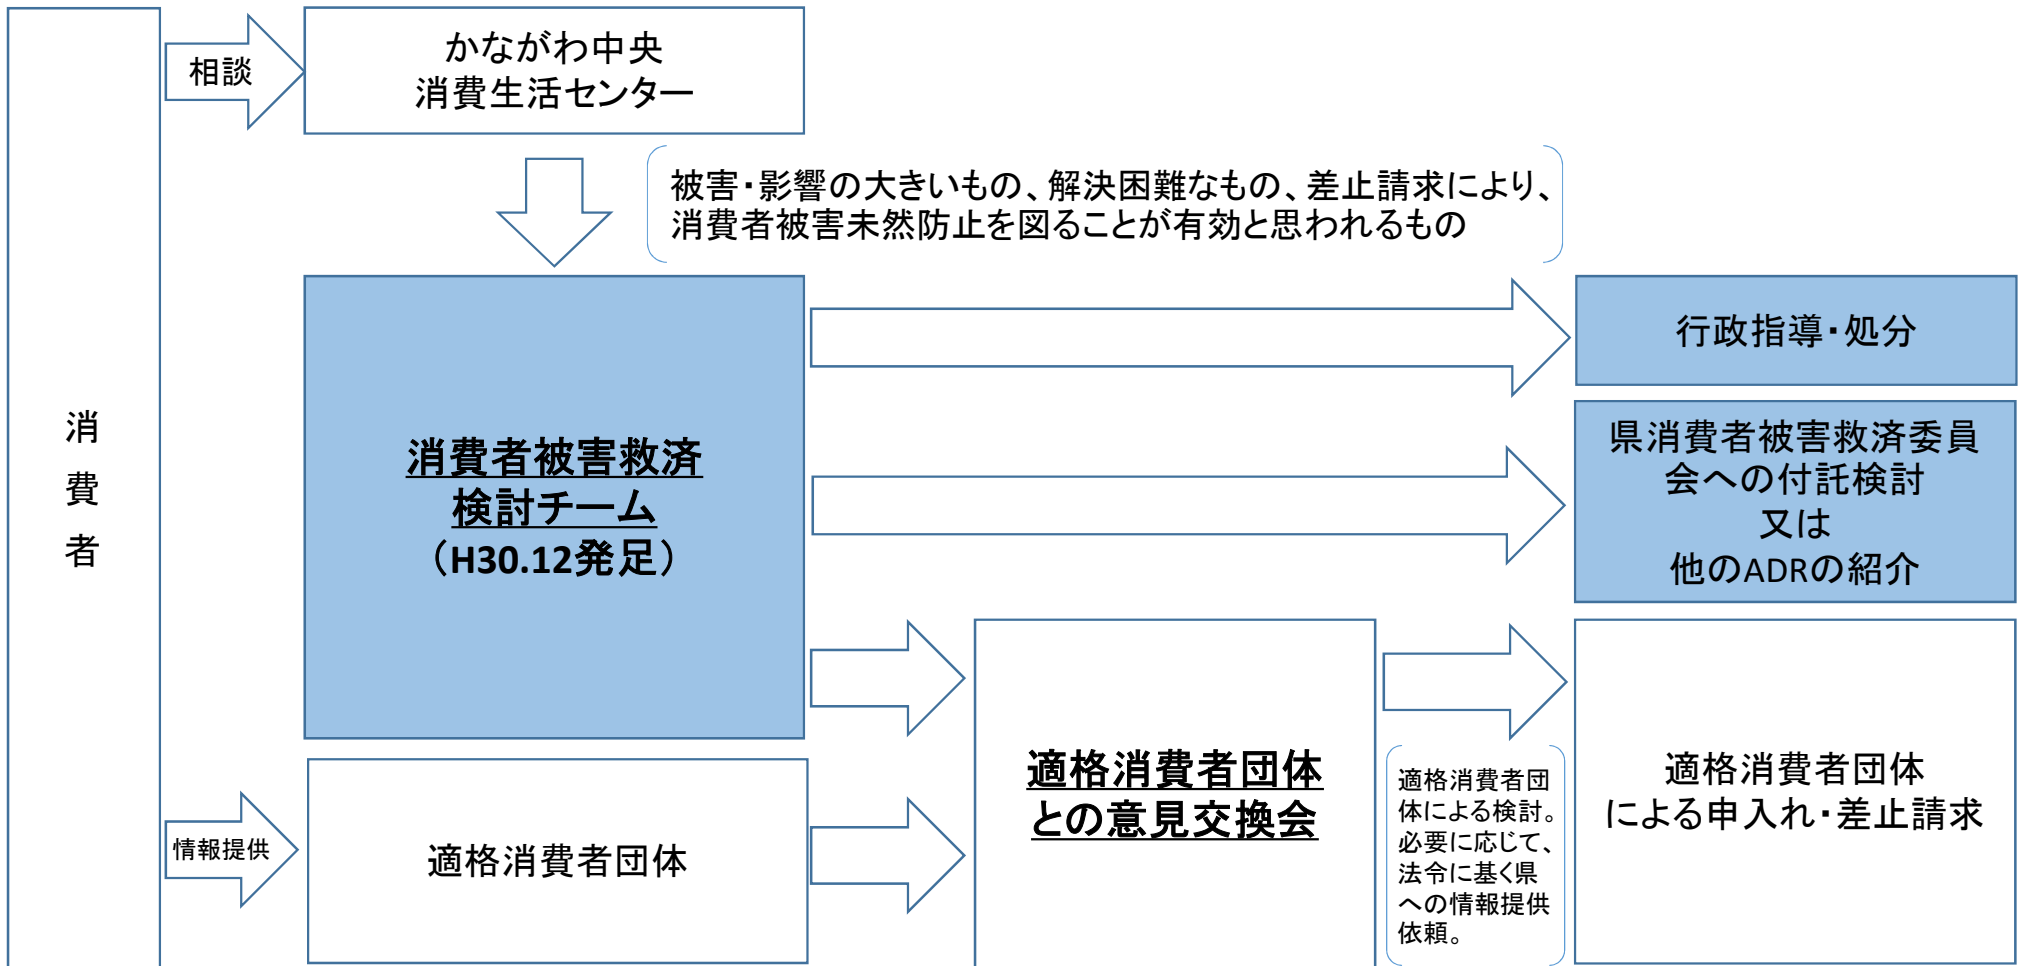 消
費
者
相談
かながわ中央
消費生活センター
被害・影響の大きいもの、解決困難なもの、差止請求により、
消費者被害未然防止を図ることが有効と思われるもの
消費者被害救済
検討チーム
（H30.12発足）
行政指導・処分
県消費者被害救済委員
会への付託検討
又は
他のADRの紹介
情報提供
適格消費者団体
適格消費者団体
との意見交換会
適格消費者団
体による検討。
必要に応じて、
法令に基く県
への情報提供
依頼。
適格消費者団体
による申入れ・差止請求